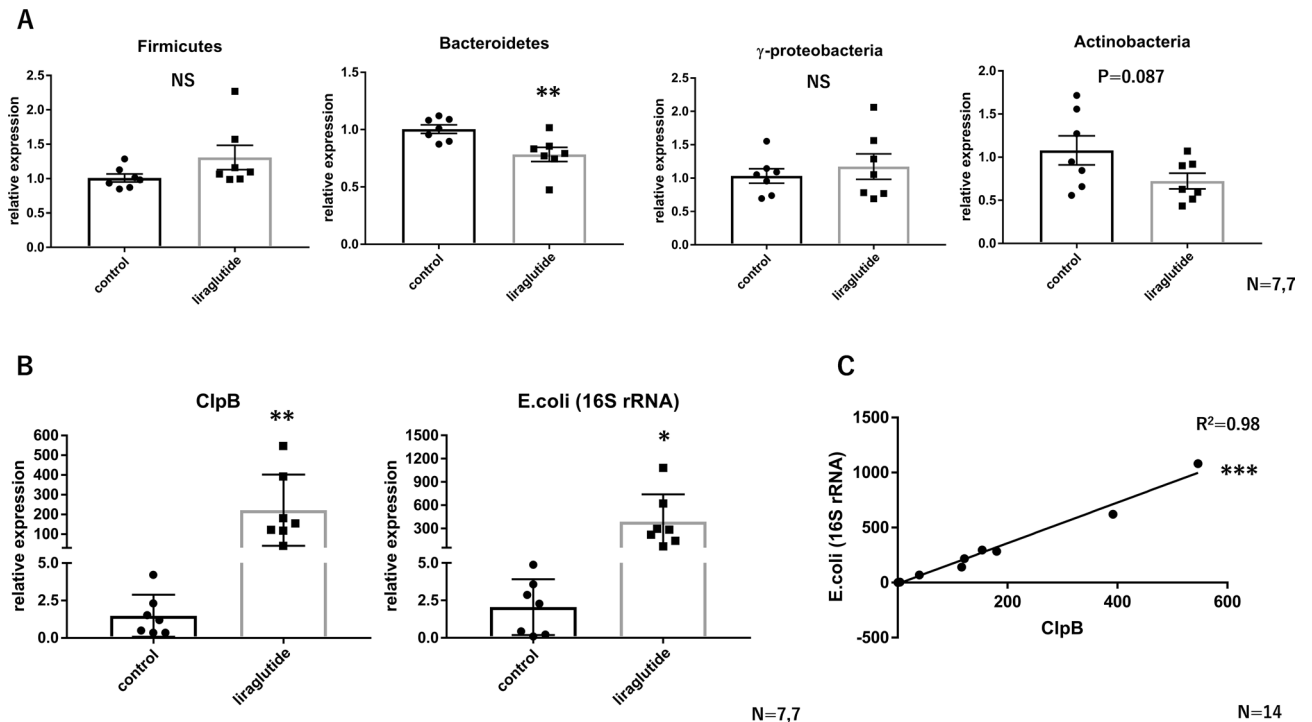 A
Firmicutes
NS
relative expression
2.5
2.0
1.5
1.0
0.5
0.0
control
liraglutide
Bacteroidetes
**
relative expression
1.5
1.0
0.5
0.0
control
liraglutide
γ-proteobacteria
NS
relative expression
2.5
2.0
1.5
1.0
0.5
0.0
control
liraglutide
Actinobacteria
P=0.087
relative expression
2.0
1.5
1.0
0.5
0.0
control
liraglutide
N=7,7
B
ClpB
**
relative expression
600
500
400
300
200
100
5.0
2.5
0.0
control
liraglutide
E.coli (16S rRNA)
*
relative expression
1500
1200
900
600
300
5.0
2.5
0.0
control
liraglutide
N=7,7
C
R²=0.98
***
E.coli (16S rRNA)
1500
1000
500
0
-500
200
400
600
ClpB
N=14